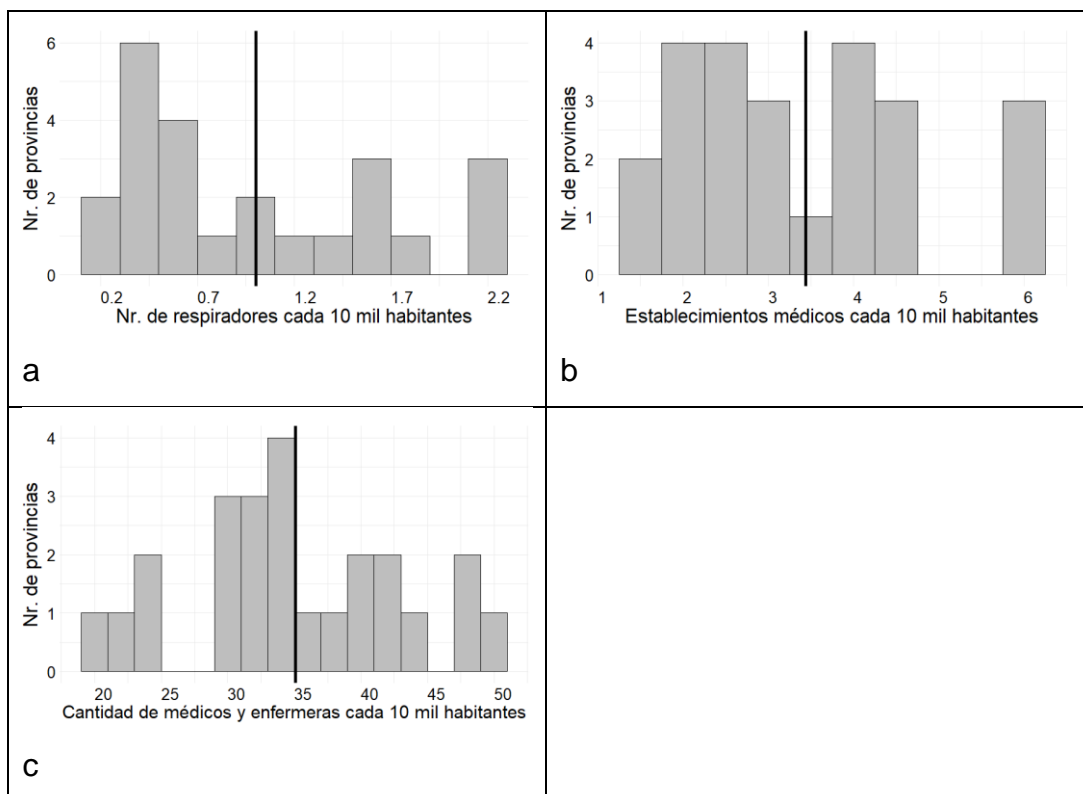 6
4
2
0
Nr. de provincias
0.2 0.7 1.2 1.7 2.2
Nr. de respiradores cada 10 mil habitantes
a
4
3
2
1
0
Nr. de provincias
1 2 3 4 5 6
Establecimientos médicos cada 10 mil habitantes
b
4
3
2
1
0
Nr. de provincias
20 25 30 35 40 45 50
Cantidad de médicos y enfermeras cada 10 mil habitantes
c